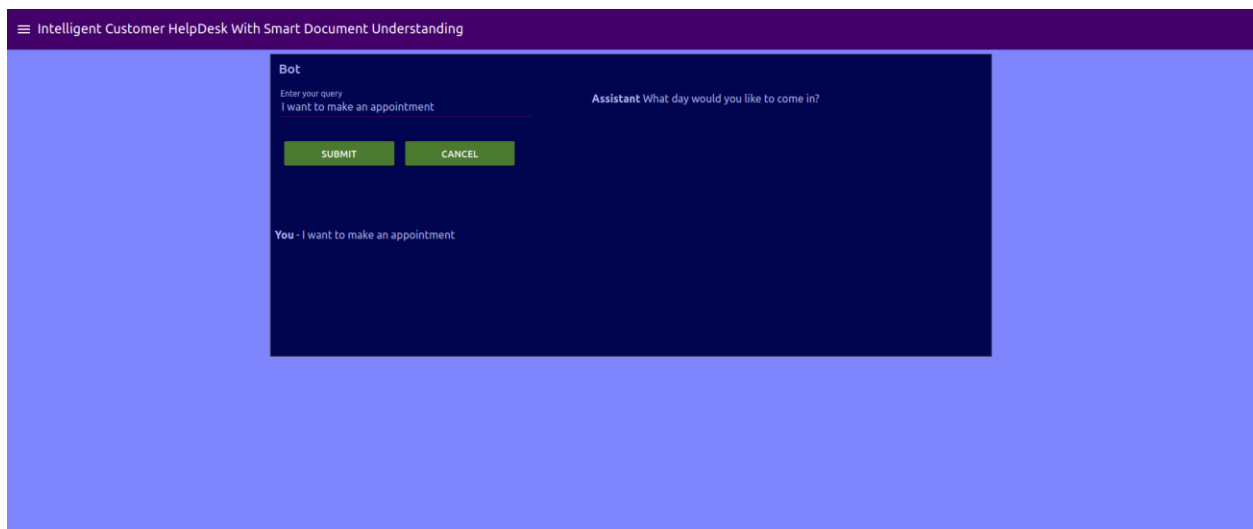 Intelligent Customer HelpDesk With Smart Document Understanding
Bot
Enter your query
I want to make an appointment
Assistant What day would you like to come in?
SUBMIT
CANCEL
You - I want to make an appointment